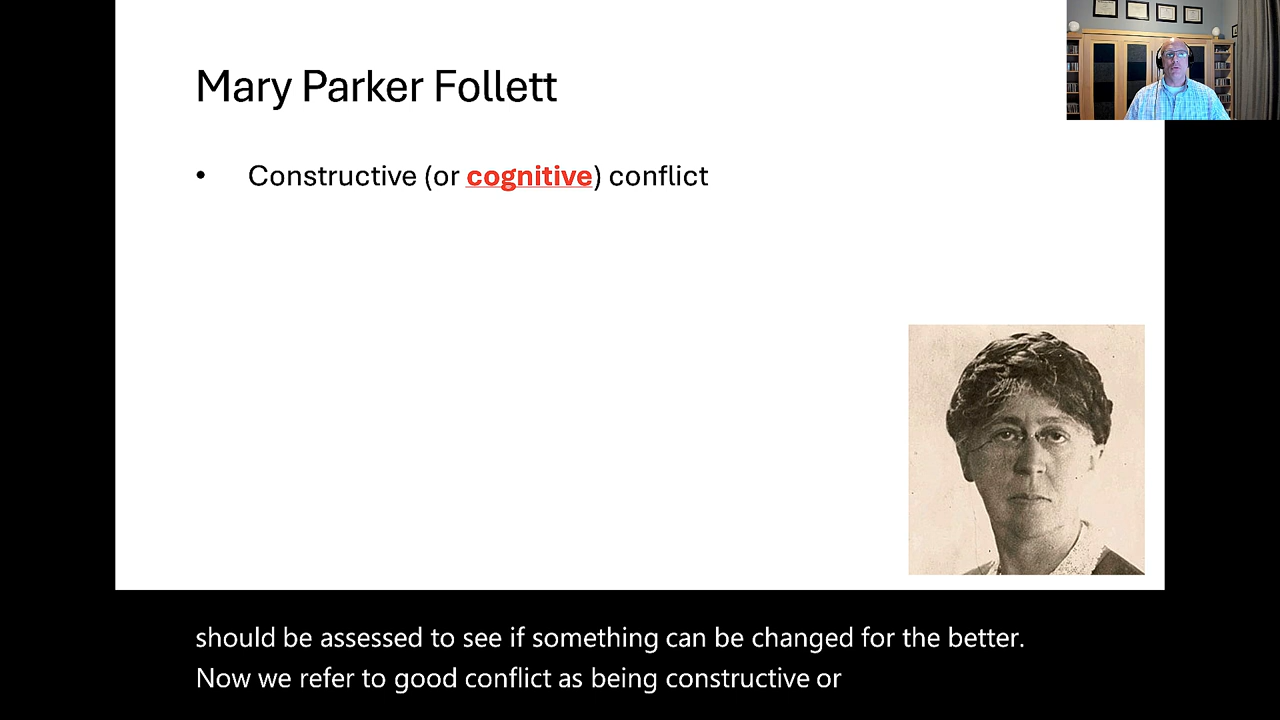 Mary Parker Follett
• Constructive (or cognitive) conflict
should be assessed to see if something can be changed for the better.
Now we refer to good conflict as being constructive or